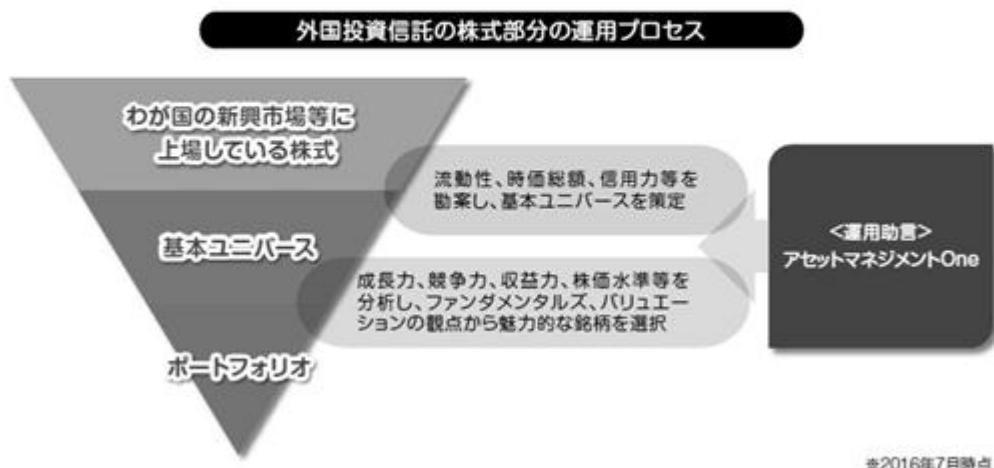 外国投資信託の株式部分の運用プロセス
わが国の新興市場等に
上場している株式
流動性、時価総額、信用力等を
勘案し、基本ユニバースを策定
基本ユニバース
成長力、競争力、収益力、株価水準等を
分析し、ファンダメンタルズ、バリュエー
ションの観点から魅力的な銘柄を選択
ポートフォリオ
<運用助言>
アセットマネジメントOne
※2016年7月時点